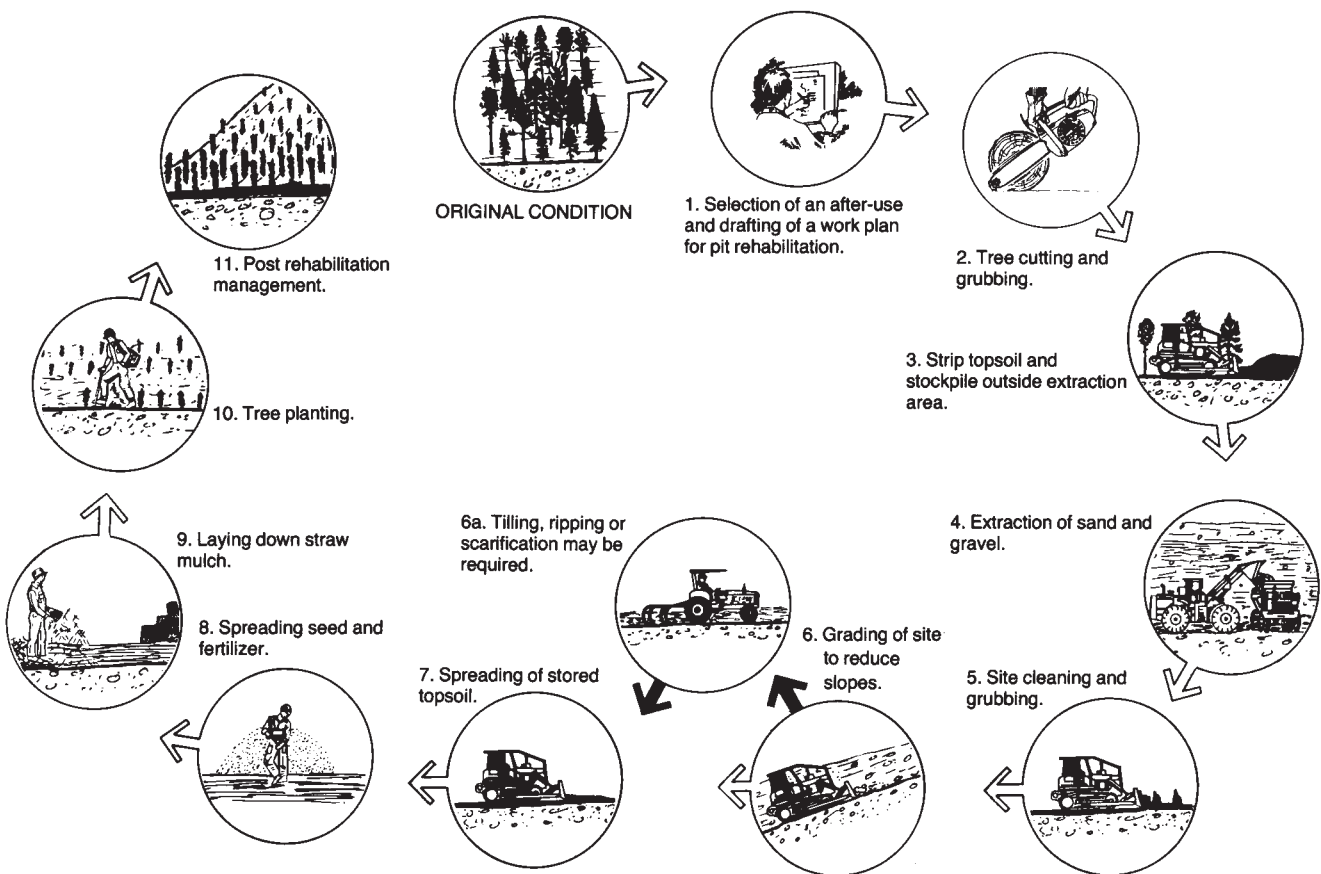 ORIGINAL CONDITION
1. Selection of an after-use
and drafting of a work plan
for pit rehabilitation.
2. Tree cutting and
grubbing.
3. Strip topsoil and
stockpile outside extraction
area.
4. Extraction of sand and
gravel.
5. Site cleaning and
grubbing.
6. Grading of site
to reduce
slopes.
6a. Tilling, ripping or
scarification may be
required.
7. Spreading of stored
topsoil.
8. Spreading seed and
fertilizer.
9. Laying down straw
mulch.
10. Tree planting.
11. Post rehabilitation
management.